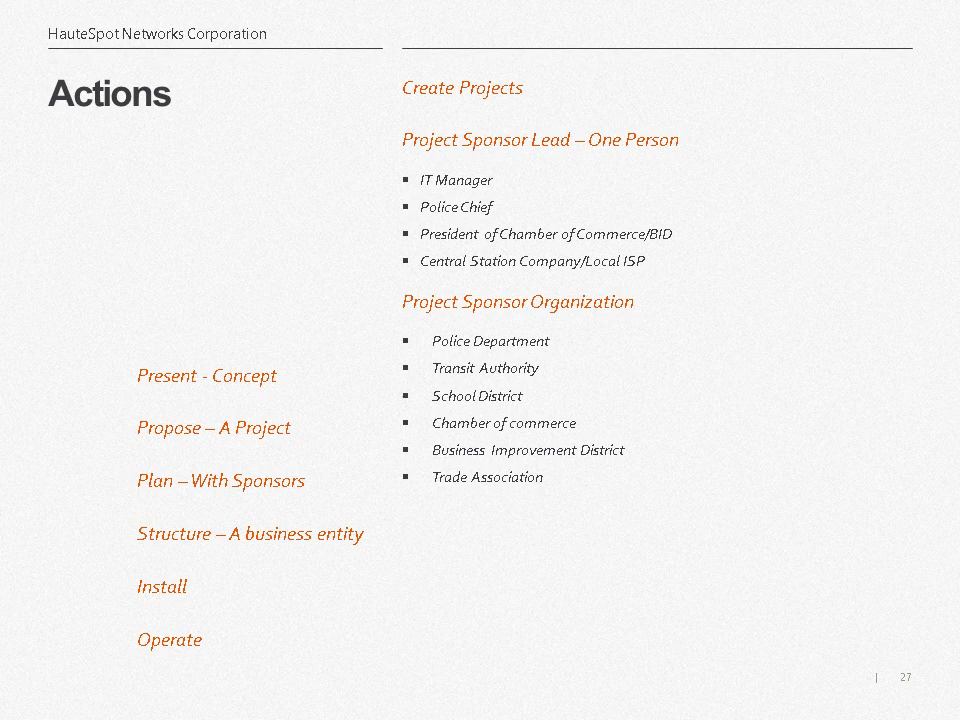 HauteSpot Networks Corporation
Actions
Create Projects
Project Sponsor Lead – One Person
▪ IT Manager
▪ Police Chief
▪ President of Chamber of Commerce/BID
▪ Central Station Company/Local ISP
Project Sponsor Organization
▪ Police Department
▪ Transit Authority
▪ School District
▪ Chamber of commerce
▪ Business Improvement District
▪ Trade Association
Present - Concept
Propose – A Project
Plan – With Sponsors
Structure – A business entity
Install
Operate
| 27